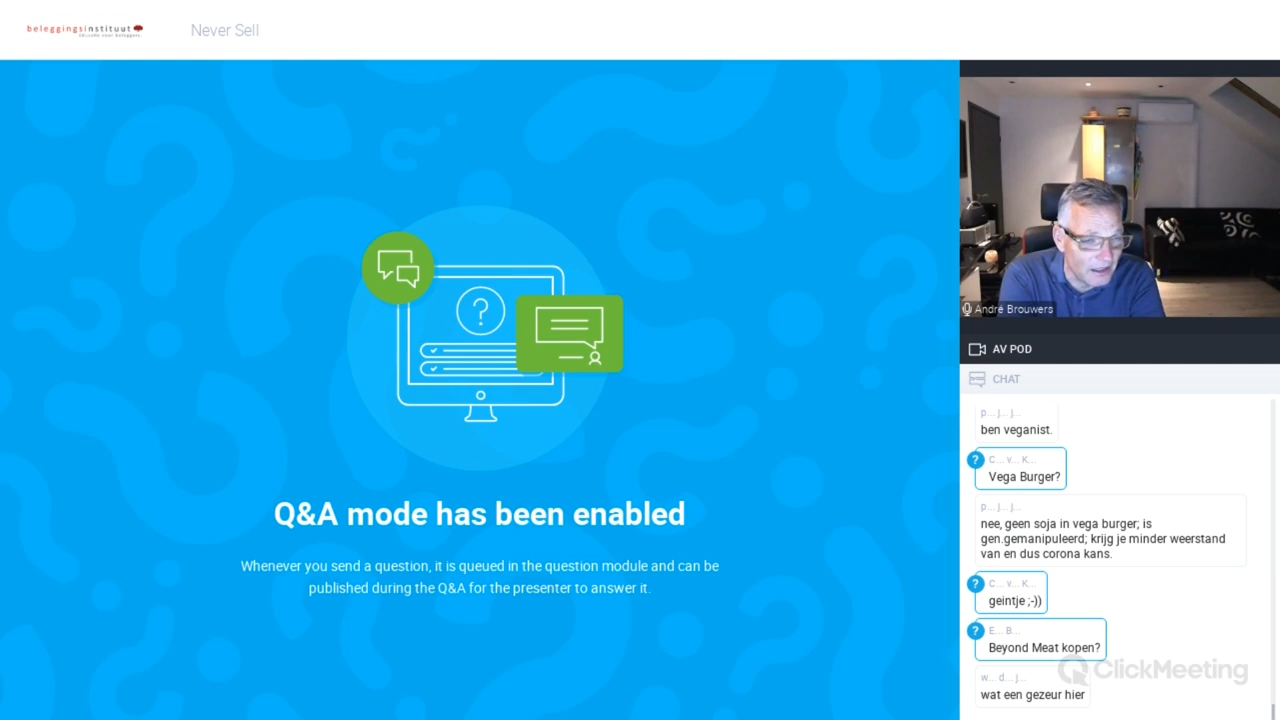 beleggingsinstituut
Never Sell
André Brouwers
AV POD
CHAT
p... j... j...
ben veganist.
? C... v... K...
Vega Burger?
p... j... j...
nee, geen soja in vega burger; is
gen.gemanipuleerd; krijg je minder weerstand
van en dus corona kans.
? C... v... K...
geintje ;-))
? E... B...
Beyond Meat kopen?
w... d... j...
wat een gezeur hier
ClickMeeting
?
Q&A mode has been enabled
Whenever you send a question, it is queued in the question module and can be
published during the Q&A for the presenter to answer it.